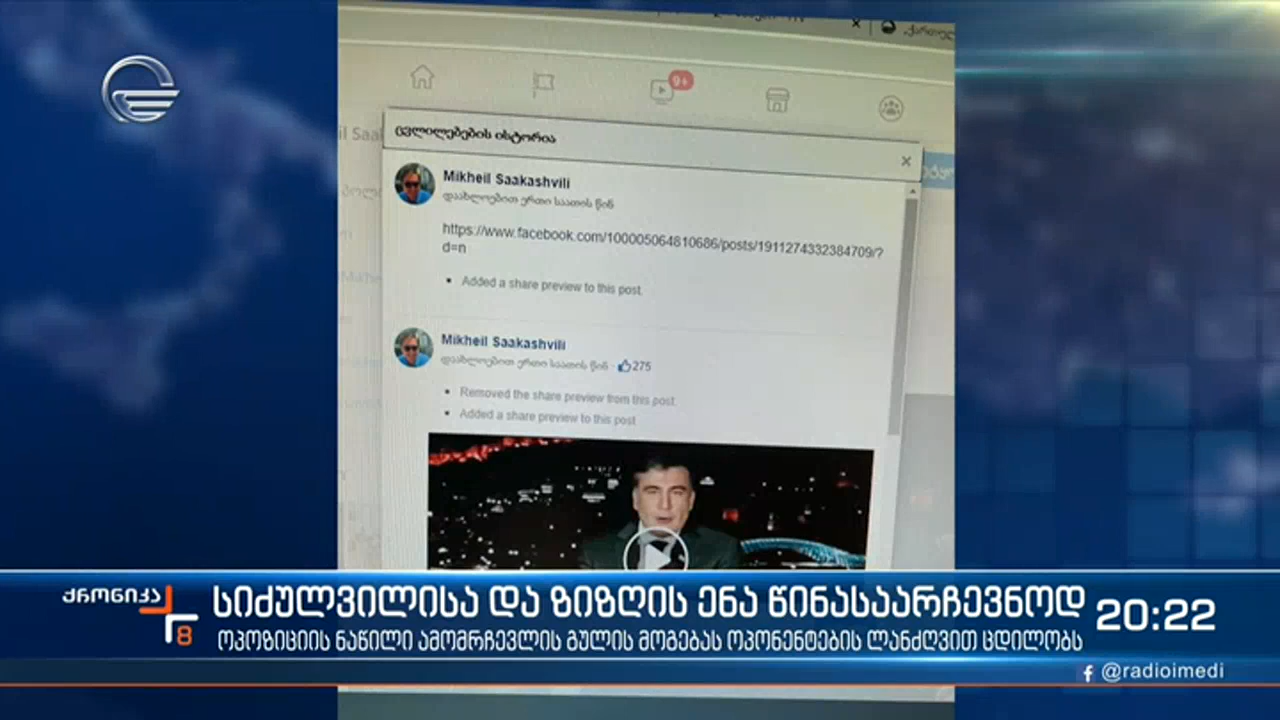 9+
ცვლილებების ისტორია
Mikheil Saakashvili
დაახლოებით ერთი საათის წინ
https://www.facebook.com/100005064810686/posts/1911274332384709/?
d=n
Added a share preview to this post
Mikheil Saakashvili
დაახლოებით ერთი საათის წინ · 275
Removed the share preview from this post
Added a share preview to this post
ქრონიკა
8
სიძულვილისა და ზიზღის ენა წინასაარჩევნოდ
20:22
ოპოზიციის ნაწილი ამომრჩევლის გულის მოგებას ოპონენტების ლანძღვით ცდილობს
@radioimedi